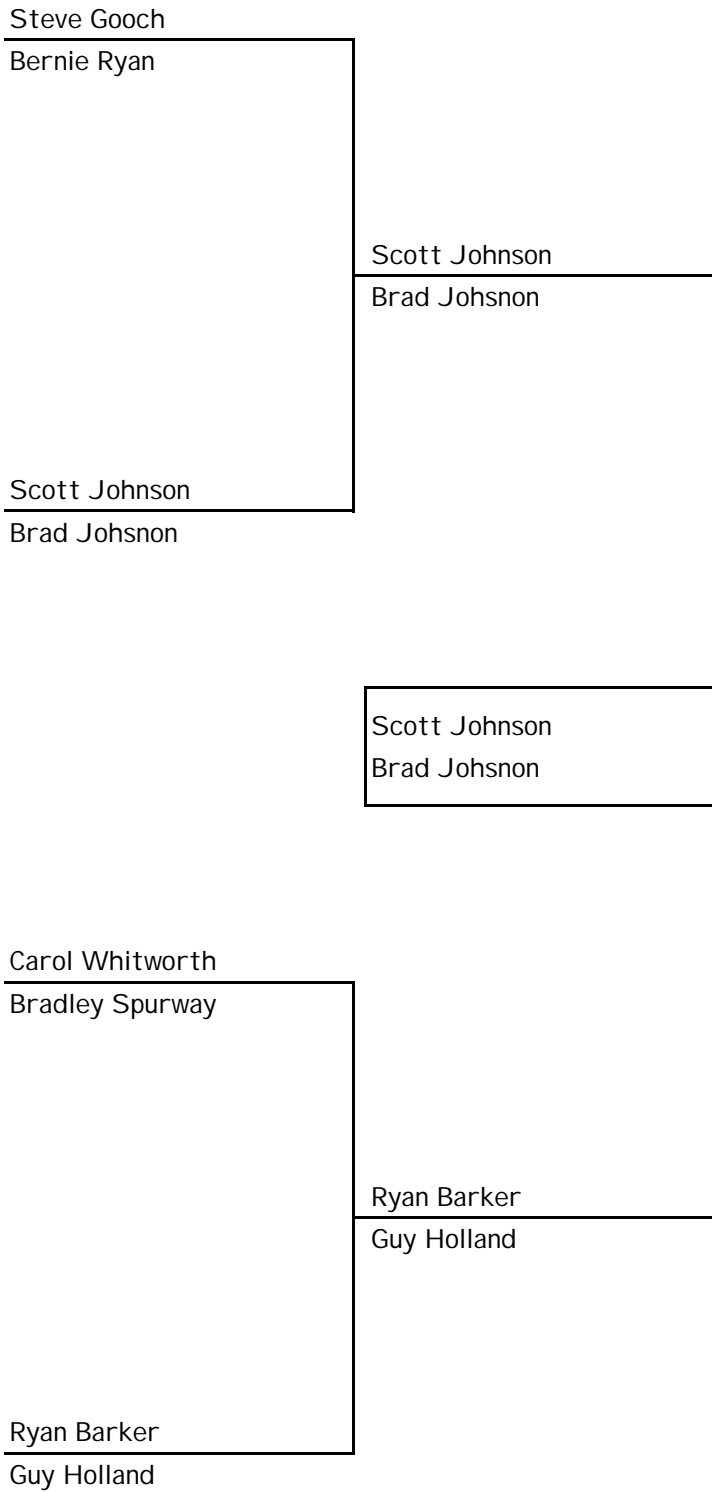 Steve Gooch
Bernie Ryan
Scott Johnson
Brad Johsnon
Scott Johnson
Brad Johsnon
Scott Johnson
Brad Johsnon
Carol Whitworth
Bradley Spurway
Ryan Barker
Guy Holland
Ryan Barker
Guy Holland